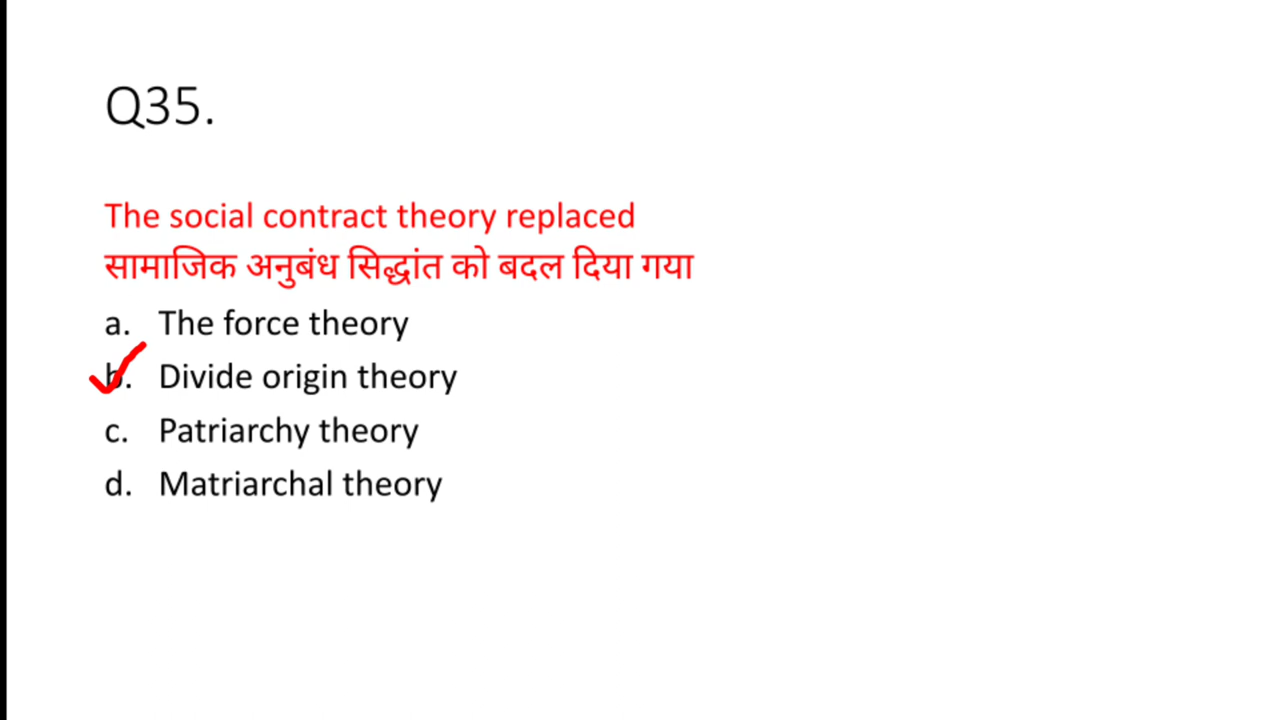 Q35.
The social contract theory replaced
सामाजिक अनुबंध सिद्धांत को बदल दिया गया
a. The force theory
b. Divide origin theory
c. Patriarchy theory
d. Matriarchal theory